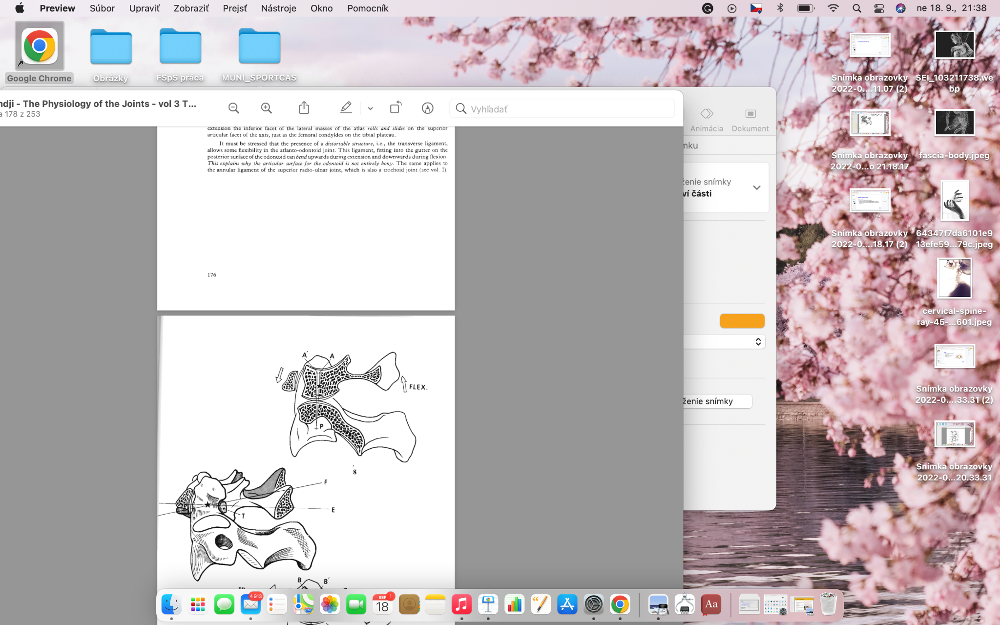 Preview Súbor Upraviť Zobraziť Prejsť Nástroje Okno Pomocník ne 18. 9., 21:38
Google Chrome
Obrázky
FSpS práca
MUNI_SPORTCAS
Snímka obrazovky
2022-0....11.07 (2)
SEI_103211738.we
bp
Snímka obrazovky
2022-0...o 21.18.17
fascia-body.jpeg
Snímka obrazovky
2022-0....18.17 (2)
64347f7da6101e9
13efe59...79c.jpeg
cervical-spine-
ray-45-...601.jpeg
Snímka obrazovky
2022-0....33.31 (2)
Snímka obrazovky
2022-0...20.33.31
ndji - The Physiology of the Joints - vol 3 T...
a 178 z 253
Vyhľadať
Animácia
Dokument
mku
ženie snímky
ví části
ženie snímky
extension the inferior facet of the lateral masses of the atlas rolls and slides on the superior
articular facet of the axis, just as the femoral condyldes on the tibial plateau.
It must be stressed that the presence of a distortable structure, i.e., the transverse ligament,
allows some flexibility in the atlanto-odontoid joint. This ligament, fitting into the gutter on the
posterior surface of the odontoid can bend upwards during extension and downwards during flexion.
This explains why the articular surface for the odontoid is not entirely bony. The same applies to
the annular ligament of the superior radio-ulnar joint, which is also a trochoid joint (see vol. I).
176
A' A
FLEX.
P
8
F
E
T
B B'
4 913
SEP
1
18
280
Aa